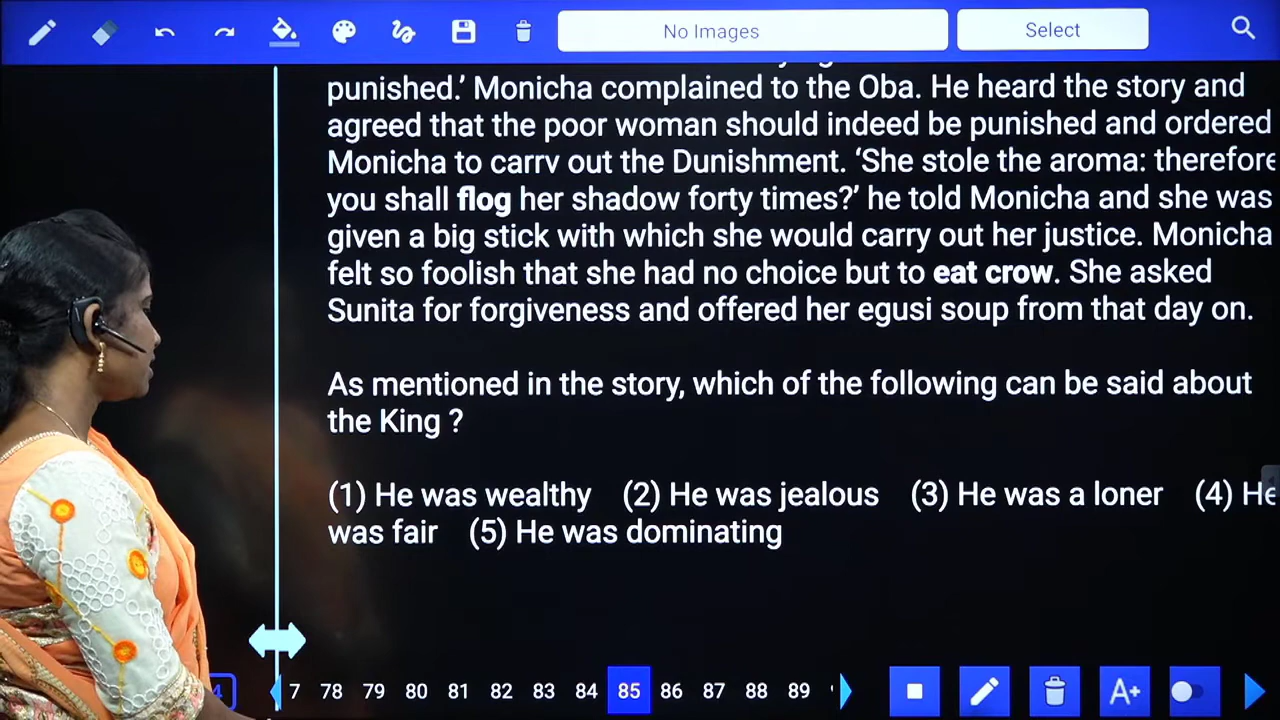 No Images
Select
punished.’ Monicha complained to the Oba. He heard the story and
agreed that the poor woman should indeed be punished and ordered
Monicha to carrv out the Dunishment. ‘She stole the aroma: therefore
you shall flog her shadow forty times?’ he told Monicha and she was
given a big stick with which she would carry out her justice. Monicha
felt so foolish that she had no choice but to eat crow. She asked
Sunita for forgiveness and offered her egusi soup from that day on.
As mentioned in the story, which of the following can be said about
the King ?
(1) He was wealthy (2) He was jealous (3) He was a loner (4) He
was fair (5) He was dominating
4 7 78 79 80 81 82 83 84 85 86 87 88 89
A+